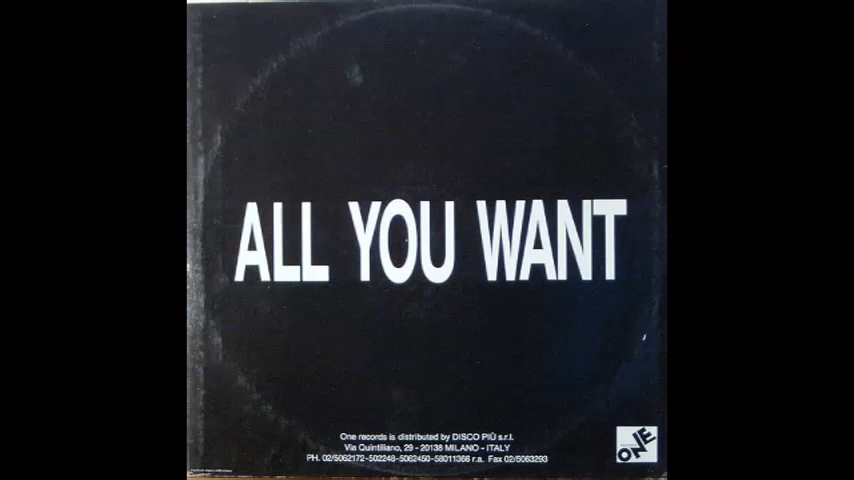 ALL YOU WANT
One records is distributed by DISCO PIÙ s.r.l.
Via Quintiliano, 29 - 20138 MILANO - ITALY
PH. 02/5062172-502248-5062450-58011366 r.a. Fax 02/5063293
ONE